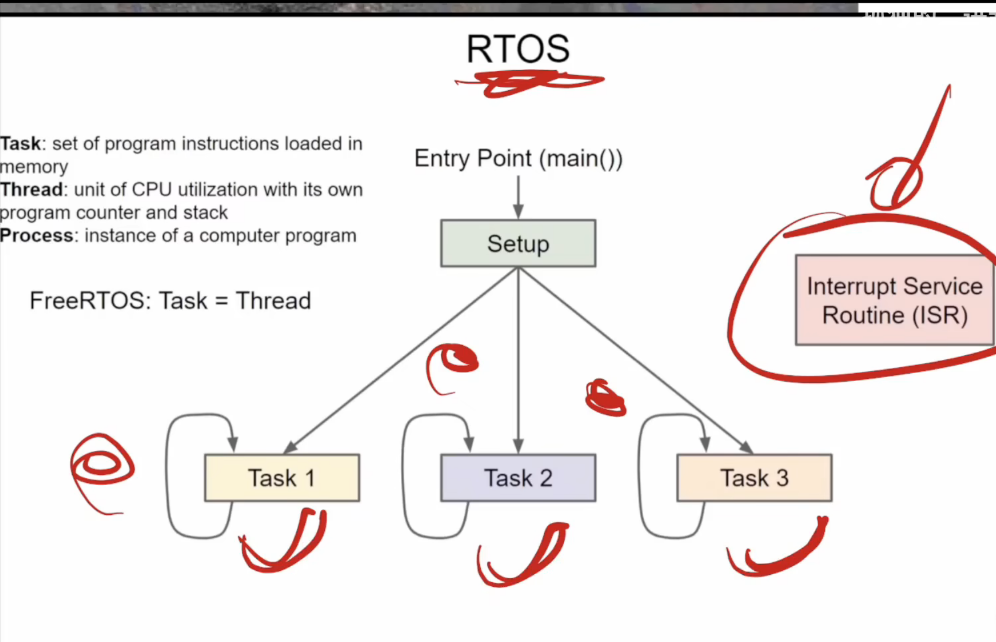 RTOS
Task: set of program instructions loaded in
memory
Thread: unit of CPU utilization with its own
program counter and stack
Process: instance of a computer program
FreeRTOS: Task = Thread
Entry Point (main())
Setup
Interrupt Service
Routine (ISR)
Task 1
Task 2
Task 3